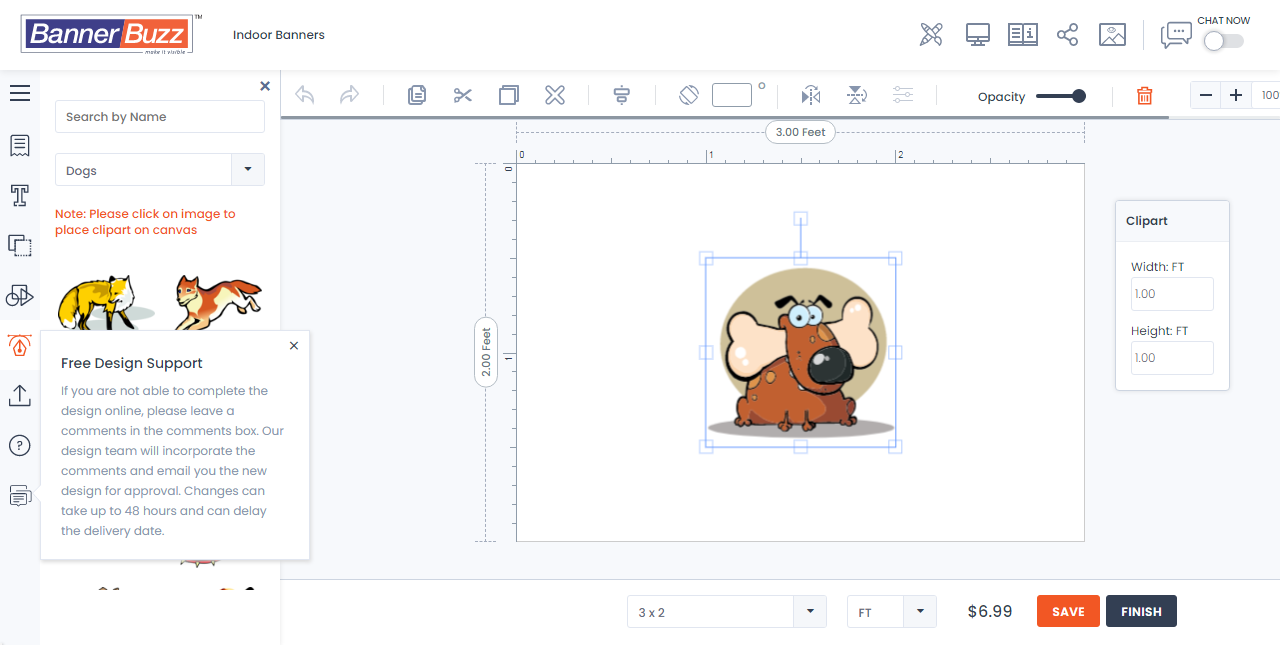 BannerBuzz
TM
make it visible
Indoor Banners
CHAT NOW
Search by Name
Opacity
100
Dogs
3.00 Feet
0
1
2
Note: Please click on image to
place clipart on canvas
0
Clipart
Width: FT
1.00
Height: FT
1.00
2.00 Feet
1
Free Design Support
If you are not able to complete the
design online, please leave a
comments in the comments box. Our
design team will incorporate the
comments and email you the new
design for approval. Changes can
take up to 48 hours and can delay
the delivery date.
3 x 2
FT
$6.99
SAVE
FINISH